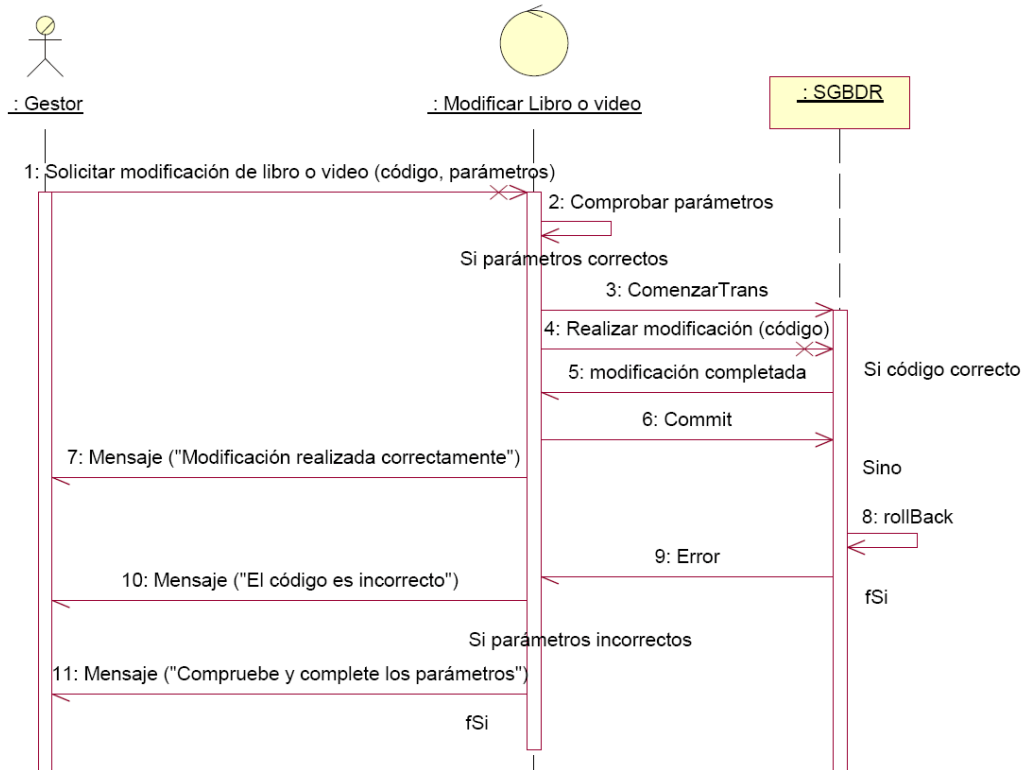 : Gestor
: Modificar Libro o video
: SGBDR
1: Solicitar modificación de libro o video (código, parámetros)
2: Comprobar parámetros
Si parámetros correctos
3: ComenzarTrans
4: Realizar modificación (código)
Si código correcto
5: modificación completada
6: Commit
7: Mensaje ("Modificación realizada correctamente")
Sino
8: rollBack
9: Error
10: Mensaje ("El código es incorrecto")
fSi
Si parámetros incorrectos
11: Mensaje ("Compruebe y complete los parámetros")
fSi